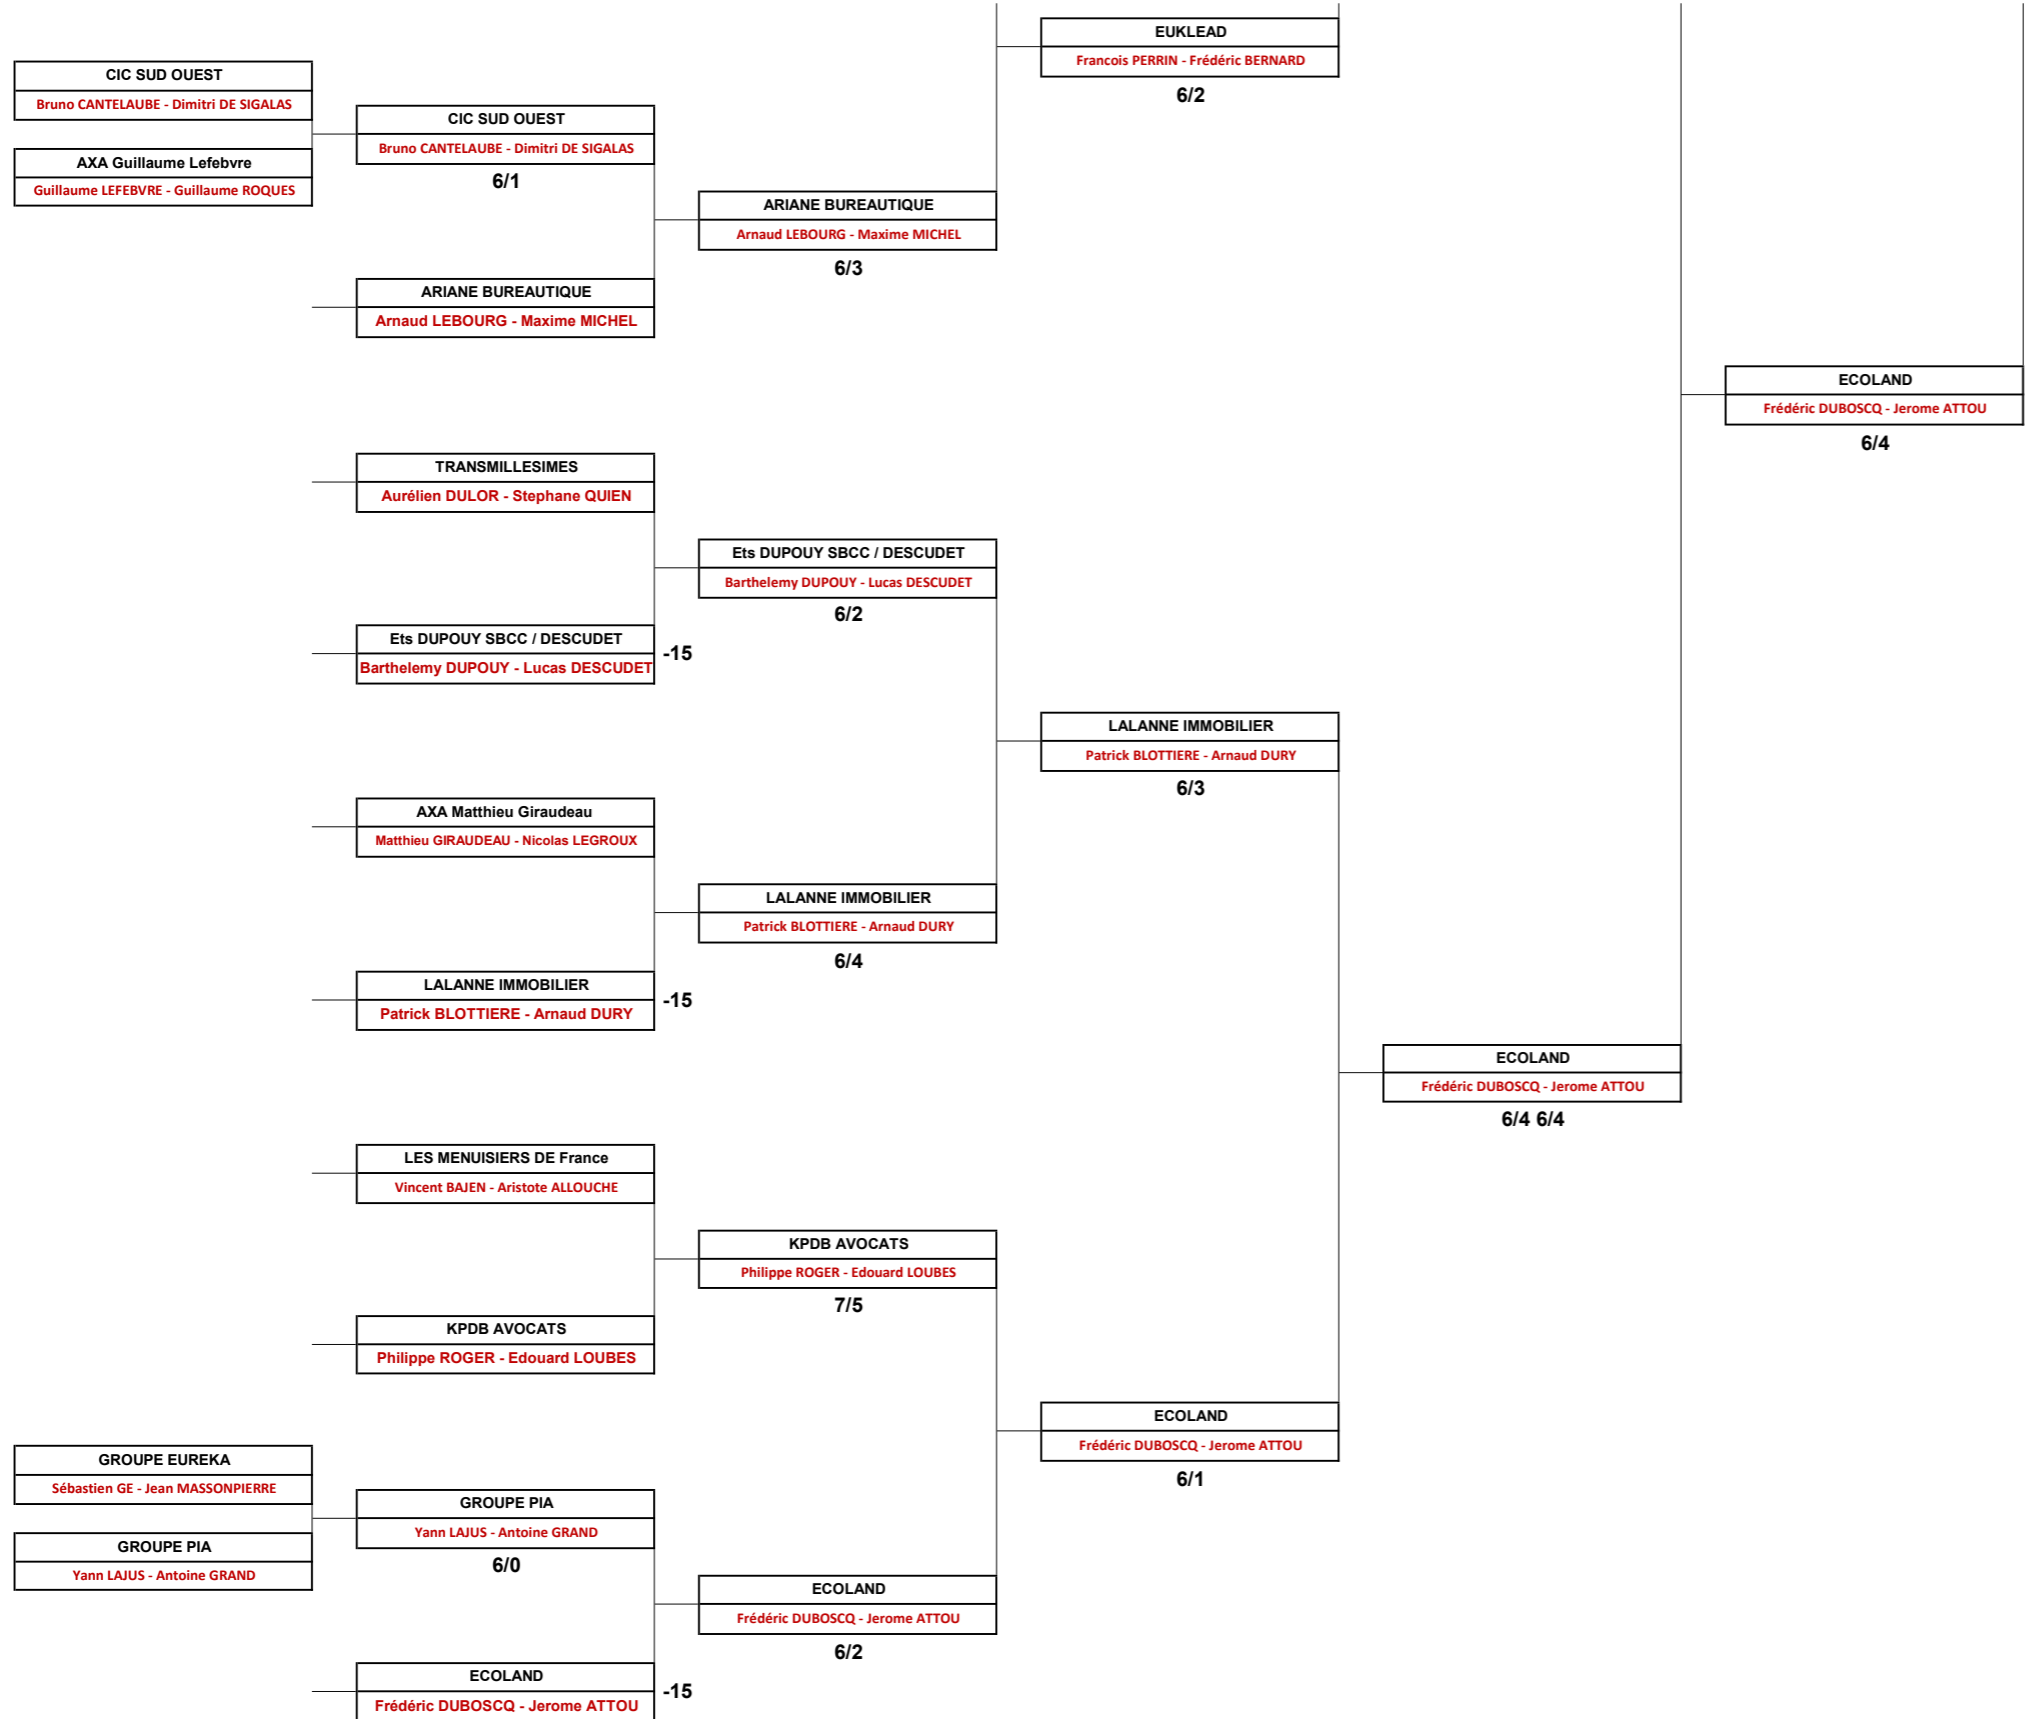 EUKLEAD
Francois PERRIN - Frédéric BERNARD
6/2
CIC SUD OUEST
Bruno CANTELAUBE - Dimitri DE SIGALAS
CIC SUD OUEST
Bruno CANTELAUBE - Dimitri DE SIGALAS
6/1
AXA Guillaume Lefebvre
Guillaume LEFEBVRE - Guillaume ROQUES
ARIANE BUREAUTIQUE
Arnaud LEBOURG - Maxime MICHEL
6/3
ARIANE BUREAUTIQUE
Arnaud LEBOURG - Maxime MICHEL
ECOLAND
Frédéric DUBOSCQ - Jerome ATTOU
6/4
TRANSMILLESIMES
Aurélien DULOR - Stephane QUIEN
Ets DUPOUY SBCC / DESCUDET
Barthelemy DUPOUY - Lucas DESCUDET
6/2
Ets DUPOUY SBCC / DESCUDET
Barthelemy DUPOUY - Lucas DESCUDET
-15
LALANNE IMMOBILIER
Patrick BLOTTIERE - Arnaud DURY
6/3
AXA Matthieu Giraudeau
Matthieu GIRAUDEAU - Nicolas LEGROUX
LALANNE IMMOBILIER
Patrick BLOTTIERE - Arnaud DURY
6/4
LALANNE IMMOBILIER
Patrick BLOTTIERE - Arnaud DURY
-15
ECOLAND
Frédéric DUBOSCQ - Jerome ATTOU
6/4 6/4
LES MENUISIERS DE France
Vincent BAJEN - Aristote ALLOUCHE
KPDB AVOCATS
Philippe ROGER - Edouard LOUBES
7/5
KPDB AVOCATS
Philippe ROGER - Edouard LOUBES
ECOLAND
Frédéric DUBOSCQ - Jerome ATTOU
6/1
GROUPE EUREKA
Sébastien GE - Jean MASSONPIERRE
GROUPE PIA
Yann LAJUS - Antoine GRAND
6/0
GROUPE PIA
Yann LAJUS - Antoine GRAND
ECOLAND
Frédéric DUBOSCQ - Jerome ATTOU
6/2
ECOLAND
Frédéric DUBOSCQ - Jerome ATTOU
-15